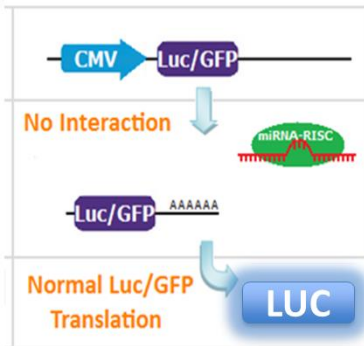 CMV Luc/GFP
No Interaction
miRNA-RISC
Luc/GFP AAAAAA
Normal Luc/GFP
Translation
LUC